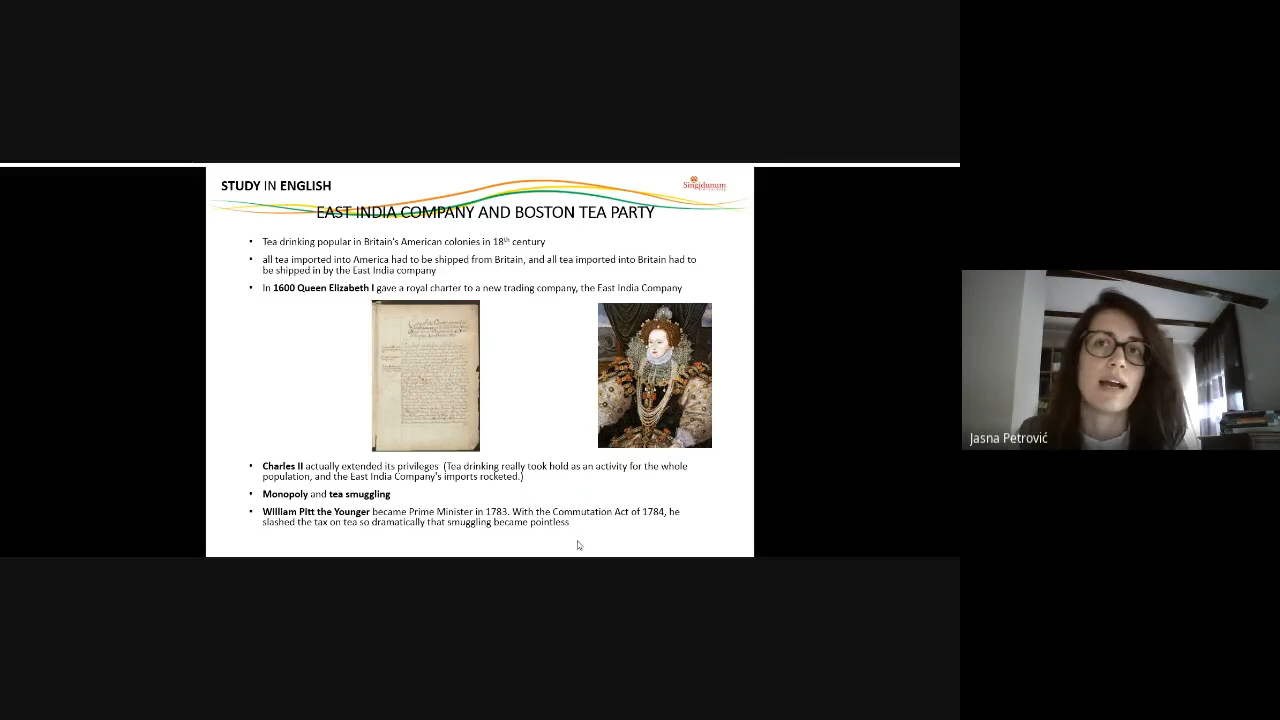 STUDY IN ENGLISH
Singidunum
EAST INDIA COMPANY AND BOSTON TEA PARTY
• Tea drinking popular in Britain's American colonies in 18th century
• all tea imported into America had to be shipped from Britain, and all tea imported into Britain had to
be shipped in by the East India company
• In 1600 Queen Elizabeth I gave a royal charter to a new trading company, the East India Company
• Charles II actually extended its privileges (Tea drinking really took hold as an activity for the whole
population, and the East India Company's imports rocketed.)
• Monopoly and tea smuggling
• William Pitt the Younger became Prime Minister in 1783. With the Commutation Act of 1784, he
slashed the tax on tea so dramatically that smuggling became pointless
Jasna Petrović